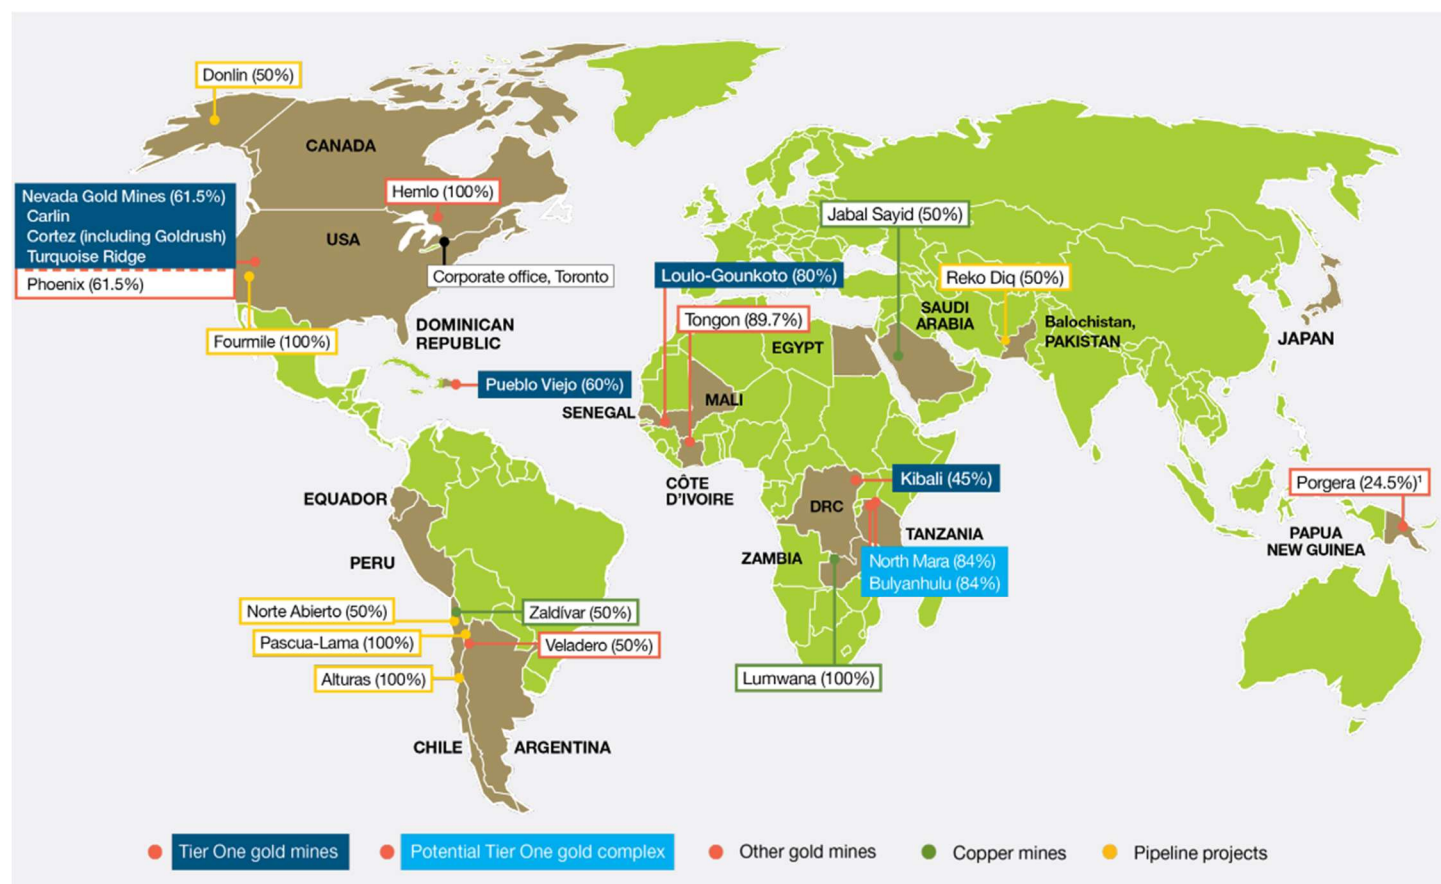 Donlin (50%)
CANADA
Nevada Gold Mines (61.5%)
Carlin
Cortez (including Goldrush)
Turquoise Ridge
Phoenix (61.5%)
Hemlo (100%)
USA
Corporate office, Toronto
Fourmile (100%)
DOMINICAN
REPUBLIC
Pueblo Viejo (60%)
Jabal Sayid (50%)
Loulo-Gounkoto (80%)
Reko Diq (50%)
Tongon (89.7%)
SAUDI
ARABIA
Balochistan,
PAKISTAN
JAPAN
EGYPT
MALI
SENEGAL
CÔTE
D'IVOIRE
Kibali (45%)
DRC
TANZANIA
ZAMBIA
North Mara (84%)
Bulyanhulu (84%)
Lumwana (100%)
Porgera (24.5%)¹
PAPUA
NEW GUINEA
EQUADOR
PERU
Norte Abierto (50%)
Zaldívar (50%)
Pascua-Lama (100%)
Veladero (50%)
Alturas (100%)
CHILE
ARGENTINA
Tier One gold mines
Potential Tier One gold complex
Other gold mines
Copper mines
Pipeline projects